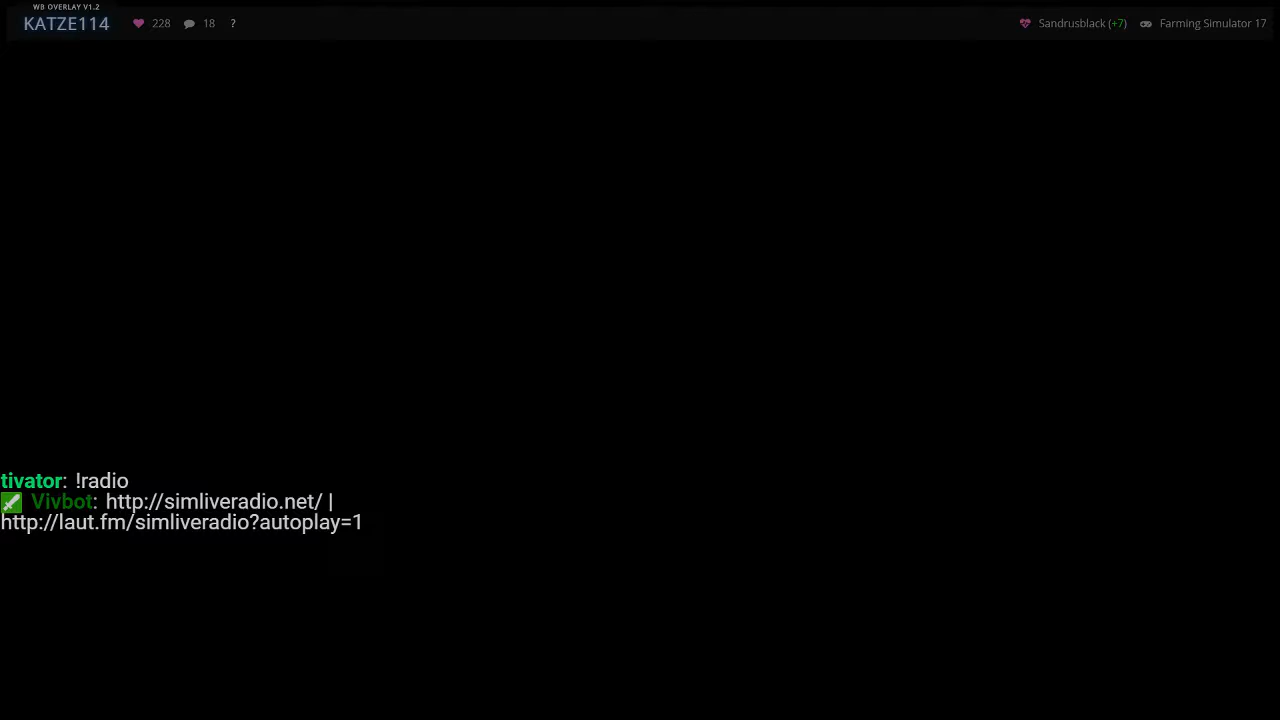 WB OVERLAY V1.2
KATZE114 228 18 ? Sandrusblack (+7) Farming Simulator 17
tivator: !radio
Vivbot: http://simliveradio.net/ |
http://laut.fm/simliveradio?autoplay=1